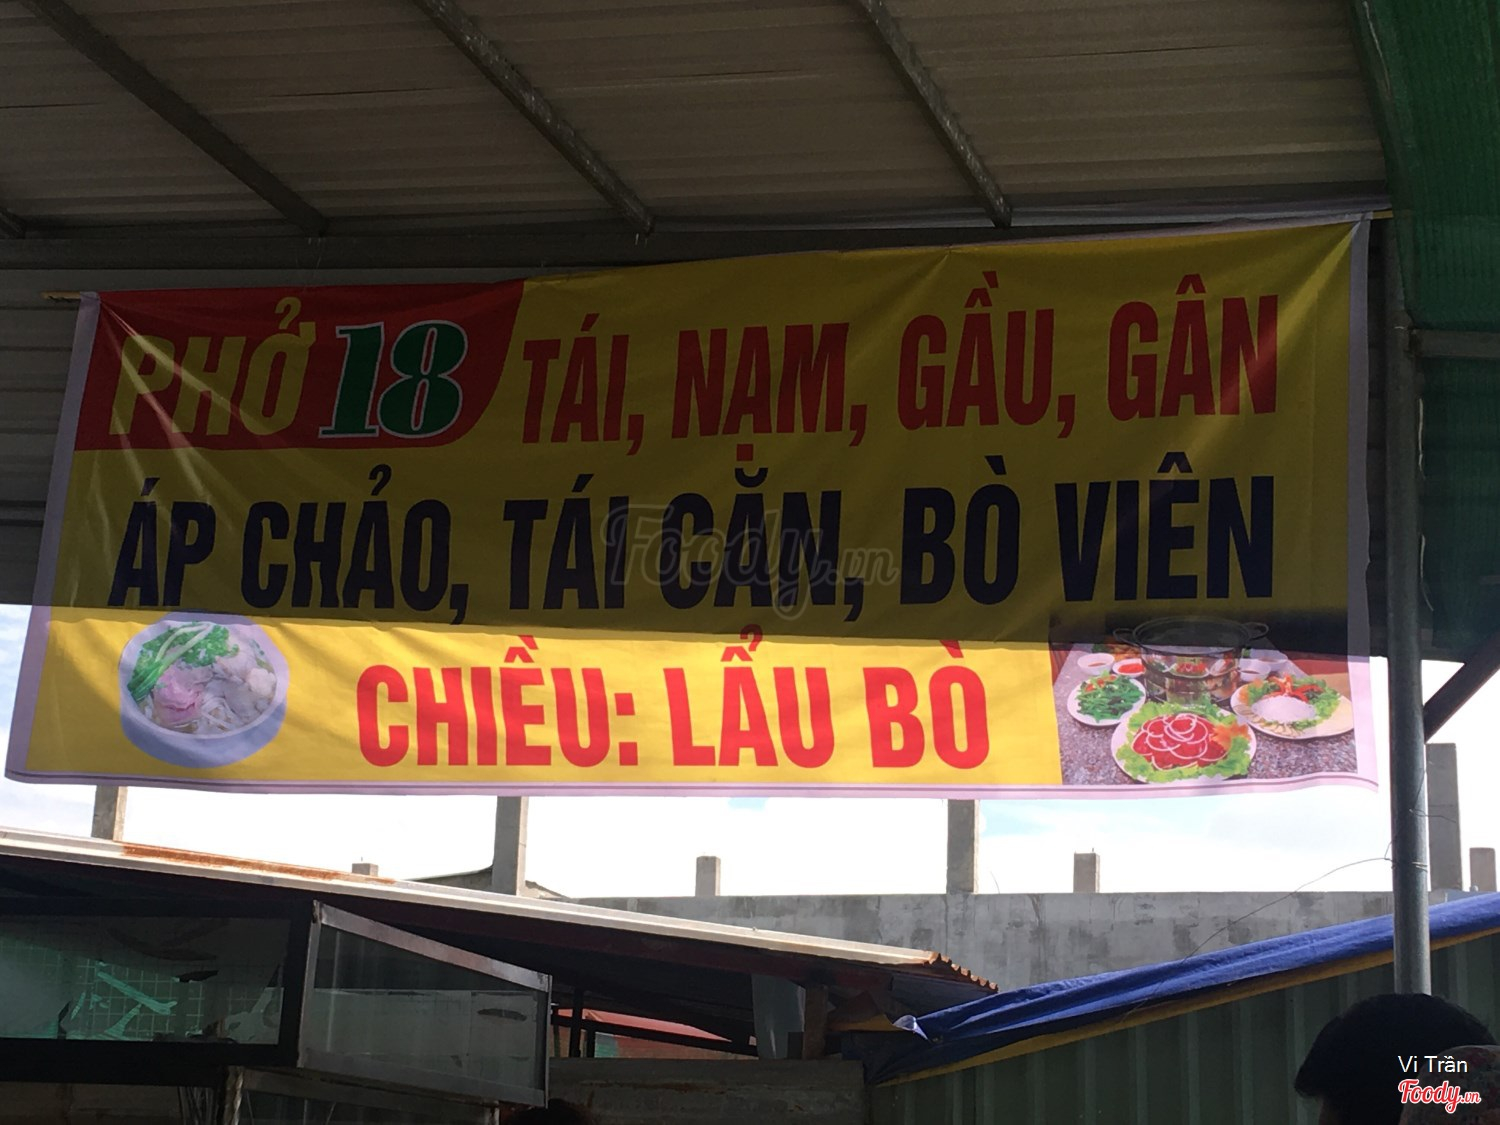 PHỞ 18 TÁI, NẠM, GẦU, GÂN
ÁP CHẢO, TÁI CĂN, BÒ VIÊN
CHIỀU: LẨU BÒ
Foody.vn
Vi Trần
Foody.vn